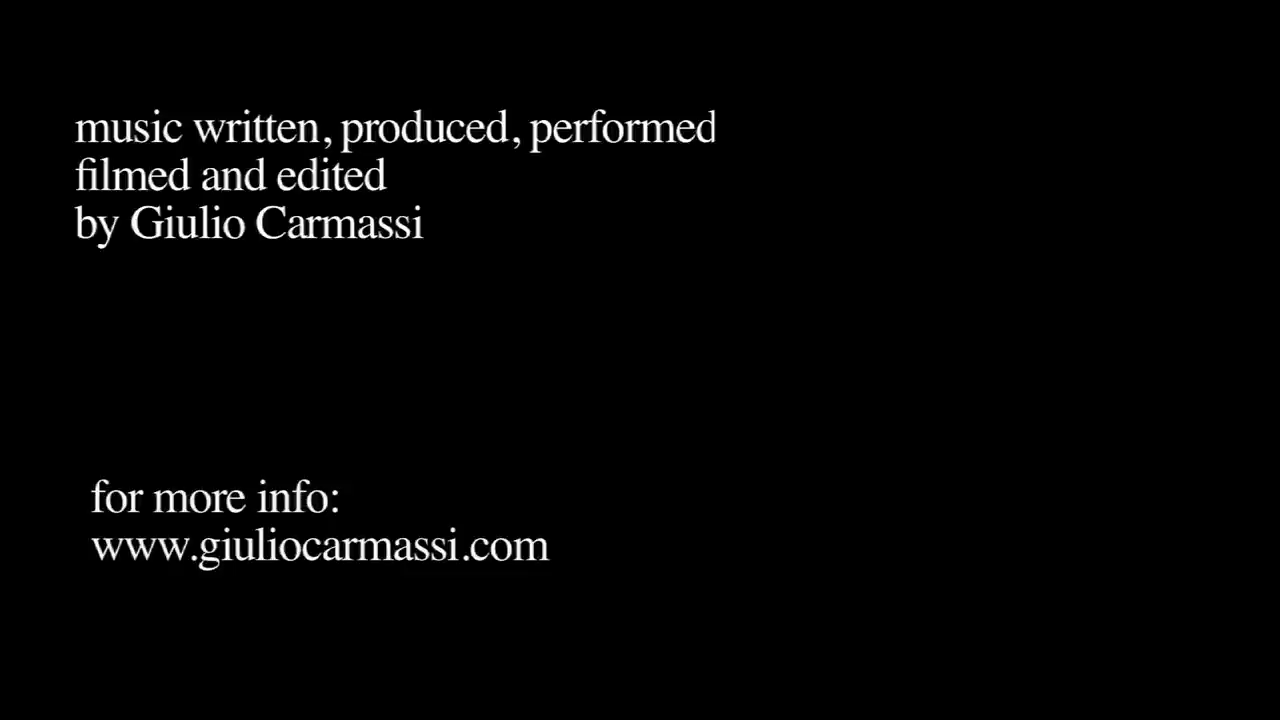 music written, produced, performed
filmed and edited
by Giulio Carmassi
for more info:
www.giuliocarmassi.com